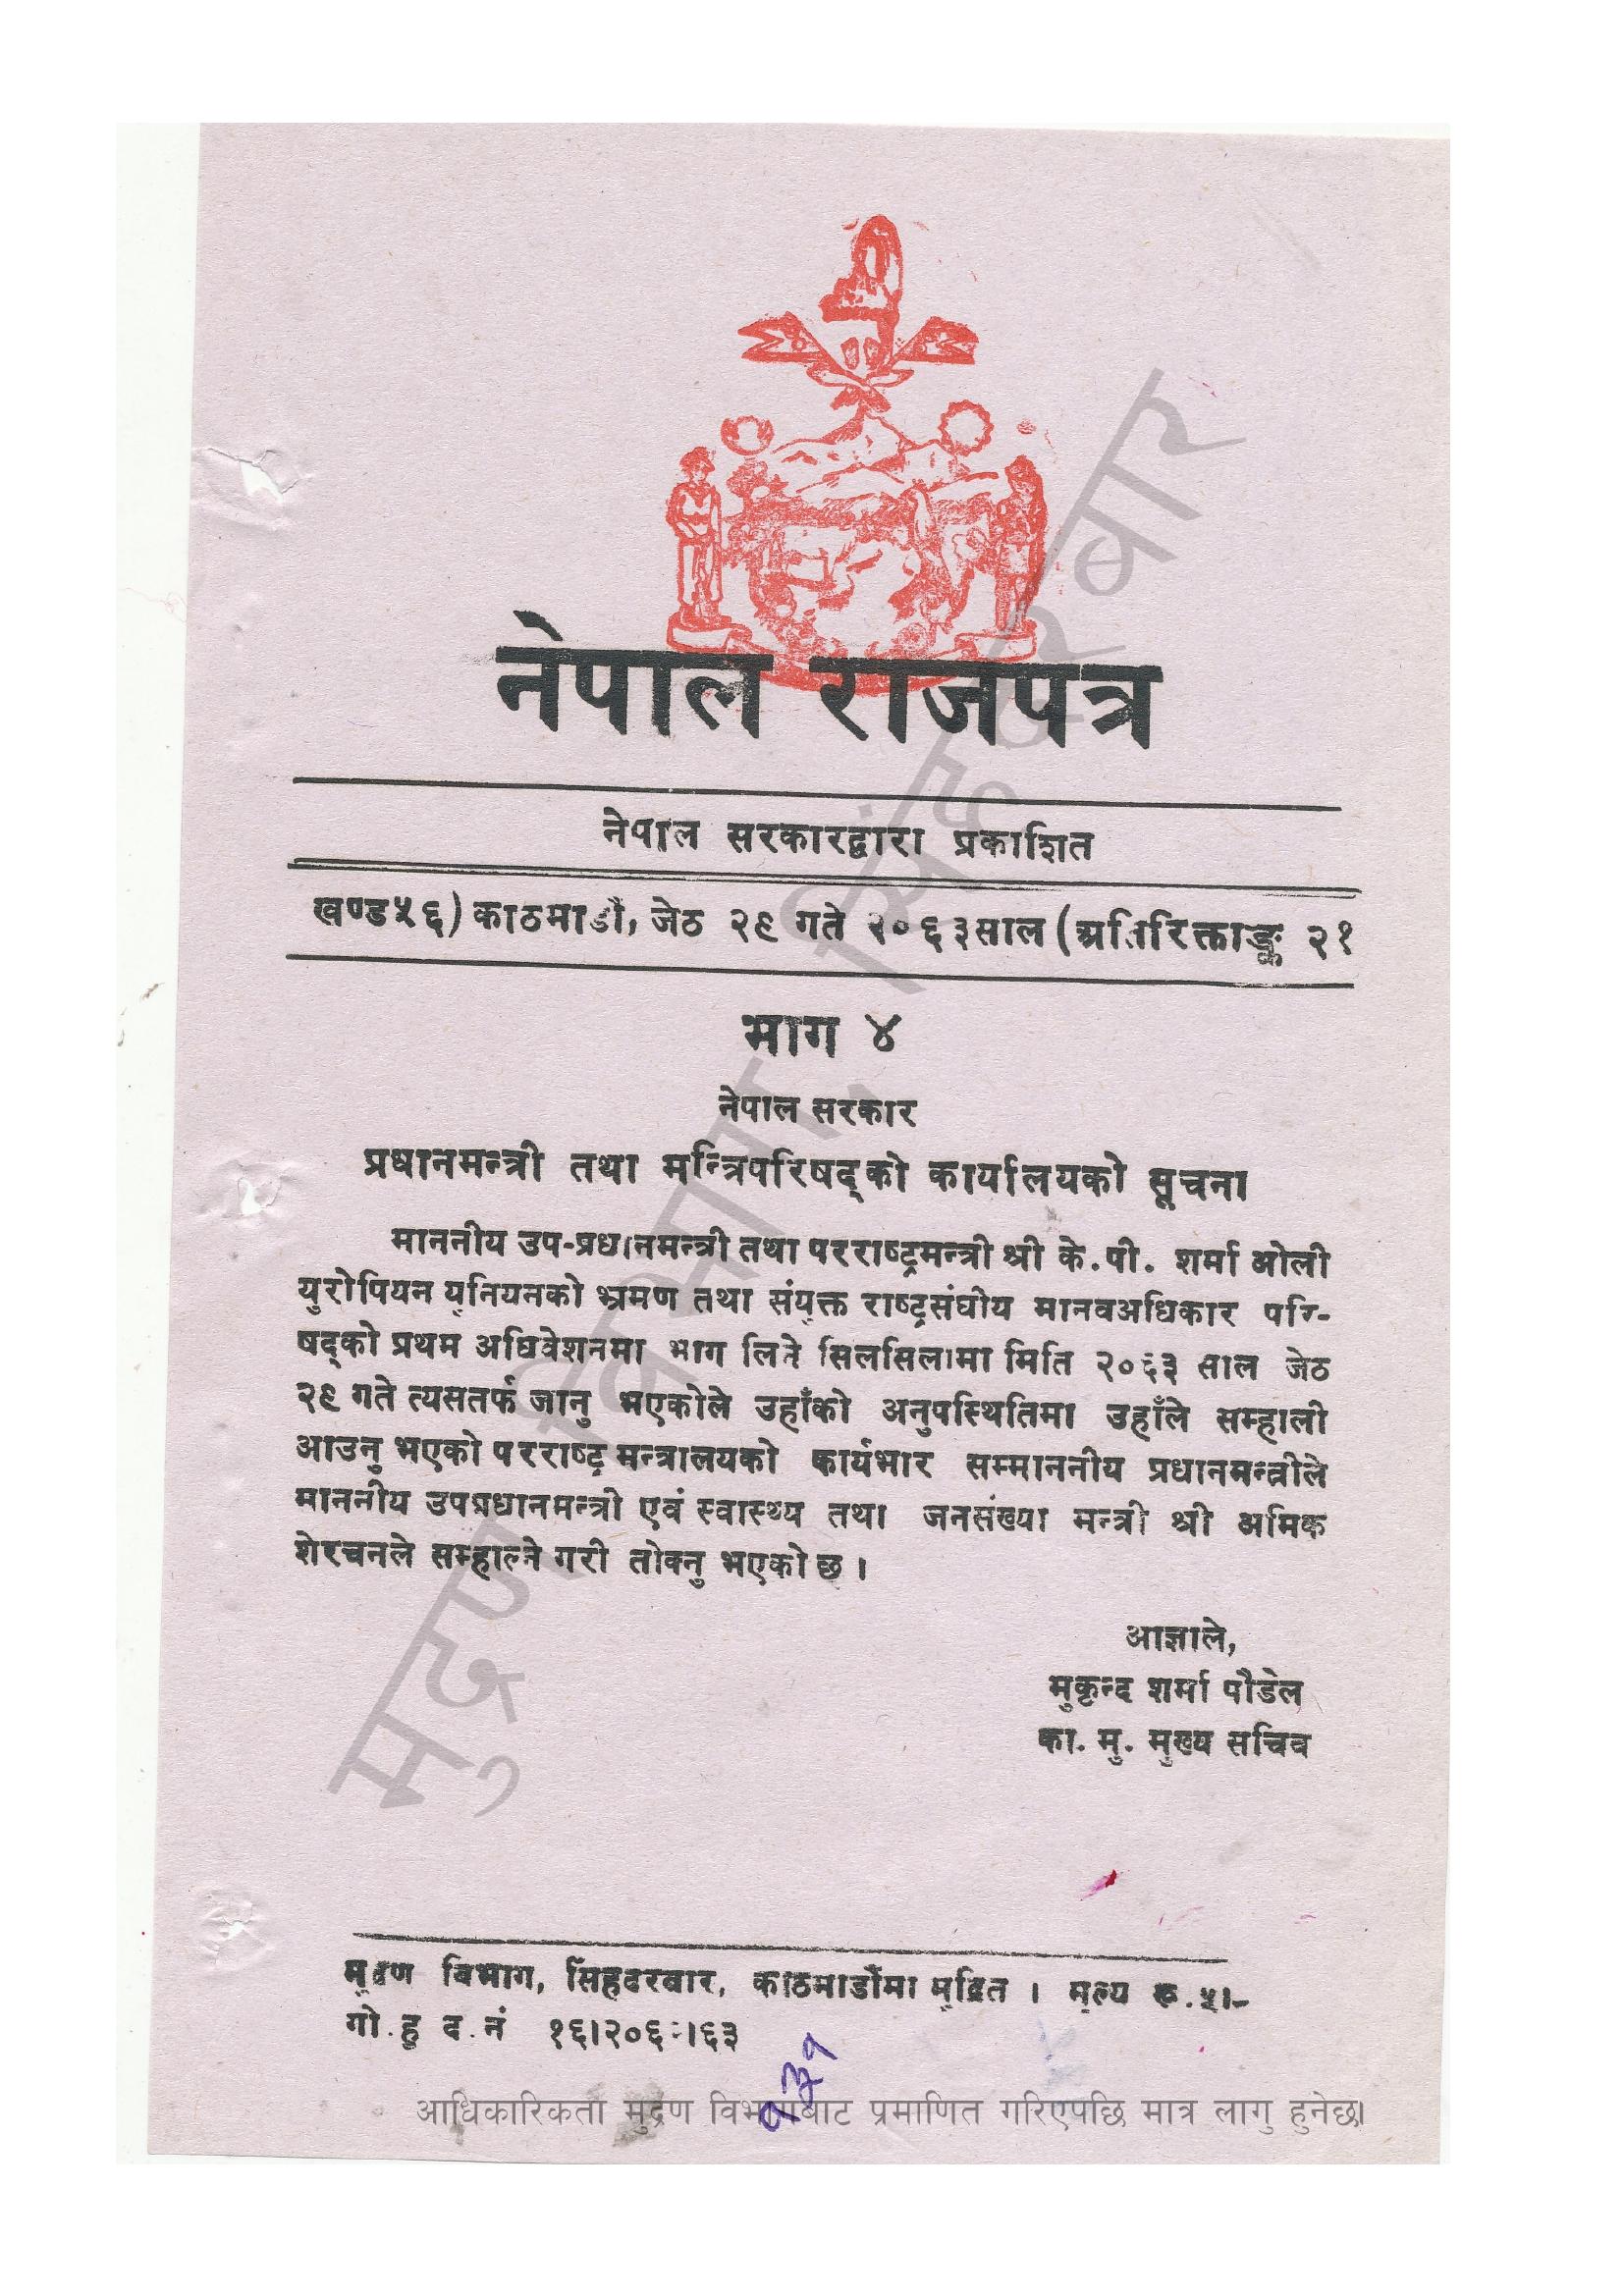 नेपाल राजपत्र
नेपाल सरकारद्वारा प्रकाशित
खण्ड ५६) काठमाडौं, जेठ २९ गते २०६३ साल (अतिरिक्ताङ्क २१
भाग ४
नेपाल सरकार
प्रधानमन्त्री तथा मन्त्रिपरिषद्को कार्यालयको सूचना
माननीय उप-प्रधानमन्त्री तथा परराष्ट्रमन्त्री श्री के.पी. शर्मा ओली
युरोपियन युनियनको भ्रमण तथा संयुक्त राष्ट्रसंघीय मानवअधिकार परि-
षद्को प्रथम अधिवेशनमा भाग लिने सिलसिलामा मिति २०६३ साल जेठ
२९ गते त्यसतर्फ जानु भएकोले उहाँको अनुपस्थितिमा उहाँले सम्हाली
आउनु भएको परराष्ट्र मन्त्रालयको कार्यभार सम्माननीय प्रधानमन्त्रीले
माननीय उपप्रधानमन्त्री एवं स्वास्थ्य तथा जनसंख्या मन्त्री श्री अमिक
शेरचनले सम्हाल्ने गरी तोक्नु भएको छ ।
आज्ञाले,
मुकुन्द शर्मा पौडेल
का. मु. मुख्य सचिव
मुद्रण विभाग, सिंहदरबार, काठमाडौंमा मुद्रित । मूल्य रु. ५।-
गो. हु द. नं १६।
१३१
आधिकारिकता मुद्रण विभागबाट प्रमाणित गरिएपछि मात्र लागु हुनेछ।
मुद्रण विभाग, सिंहदरबार